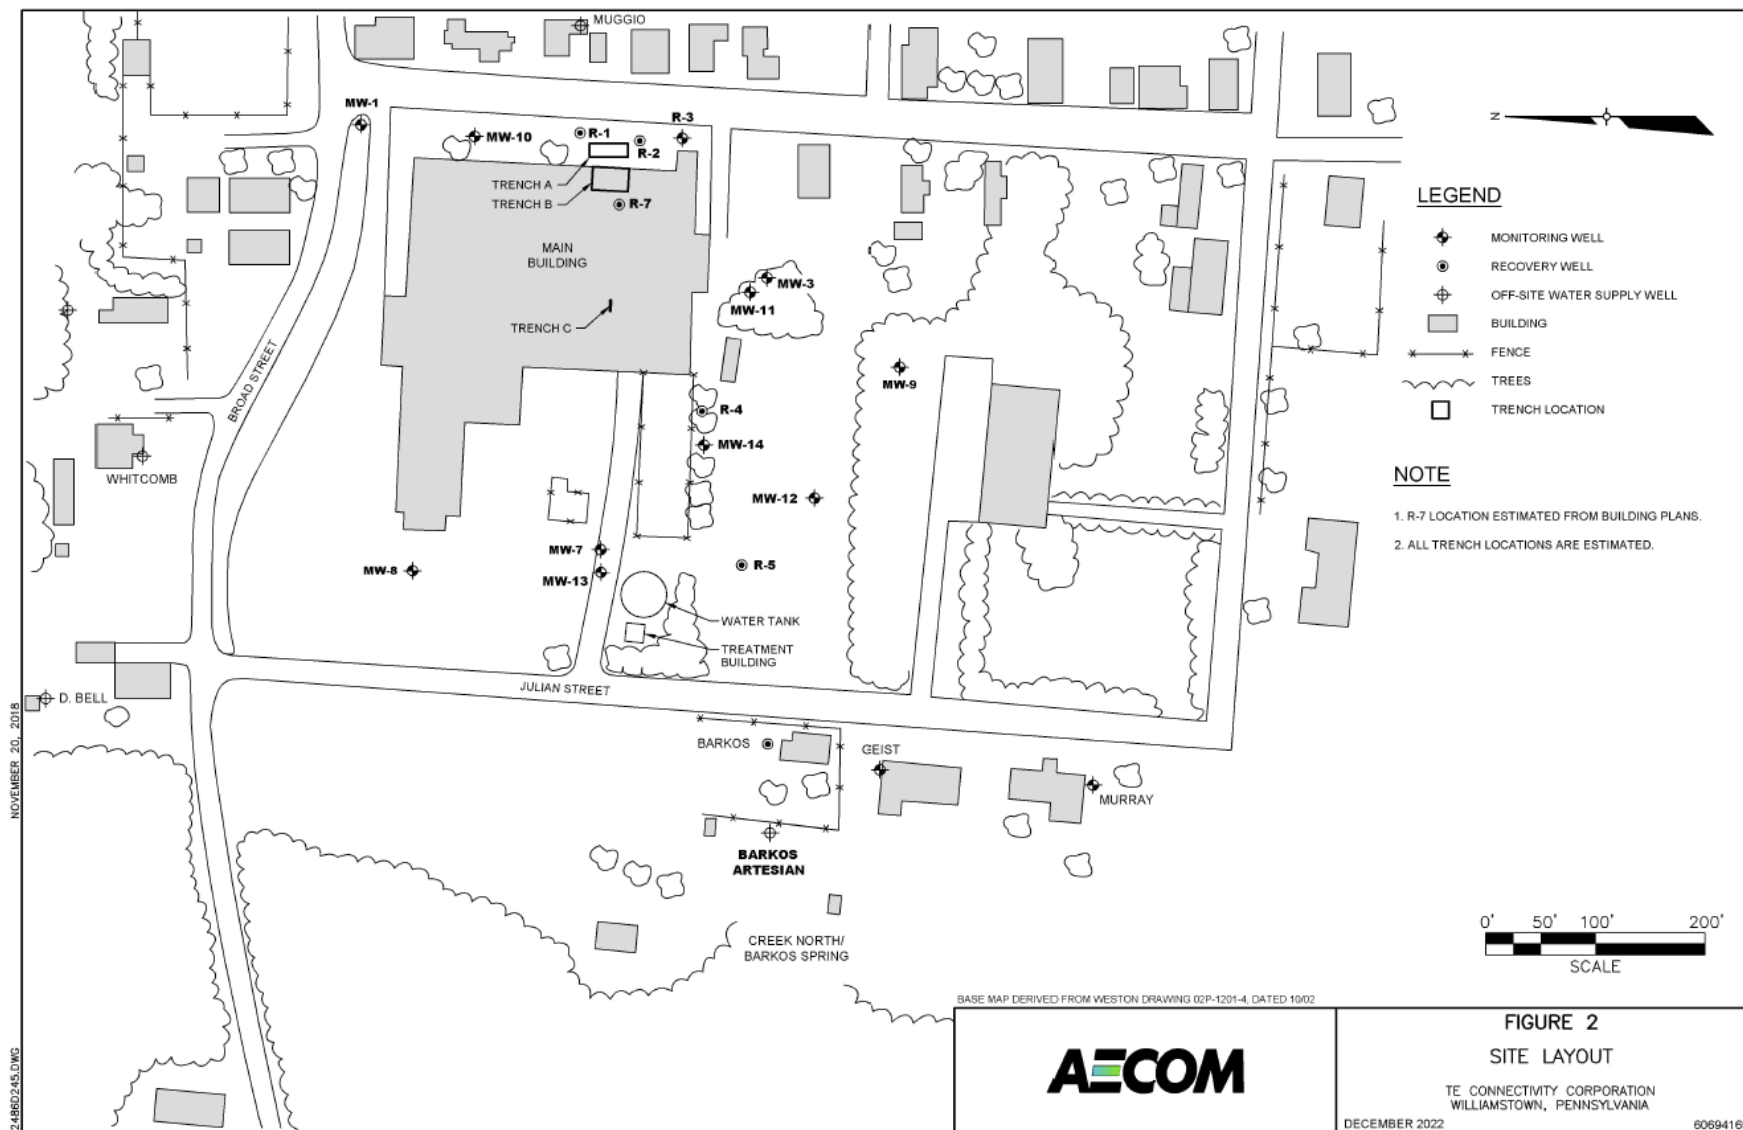 MUGGIO
MW-1
MW-10
R-1
R-2
R-3
TRENCH A
TRENCH B
R-7
MAIN
BUILDING
TRENCH C
MW-3
MW-11
MW-9
BROAD STREET
R-4
MW-14
MW-12
WHITCOMB
MW-7
MW-13
MW-8
R-5
WATER TANK
TREATMENT
BUILDING
JULIAN STREET
D. BELL
BARKOS
GEIST
MURRAY
BARKOS
ARTESIAN
CREEK NORTH/
BARKOS SPRING
N
LEGEND
MONITORING WELL
RECOVERY WELL
OFF-SITE WATER SUPPLY WELL
BUILDING
FENCE
TREES
TRENCH LOCATION
NOTE
1. R-7 LOCATION ESTIMATED FROM BUILDING PLANS.
2. ALL TRENCH LOCATIONS ARE ESTIMATED.
0' 50' 100' 200'
SCALE
BASE MAP DERIVED FROM WESTON DRAWING 02P-1201-4, DATED 10/02
AECOM
FIGURE 2
SITE LAYOUT
TE CONNECTIVITY CORPORATION
WILLIAMSTOWN, PENNSYLVANIA
DECEMBER 2022
6069416
NOVEMBER 20, 2018
2486D245.DWG